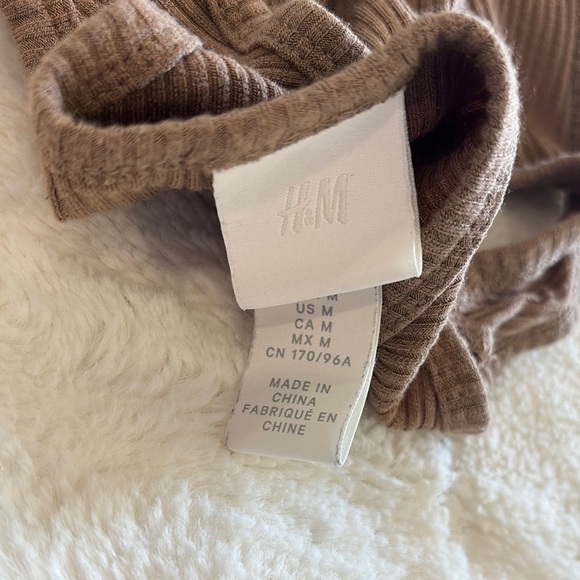 H&M
M
US M
CA M
MX M
CN 170/96A
MADE IN
CHINA
FABRIQUÉ EN
CHINE